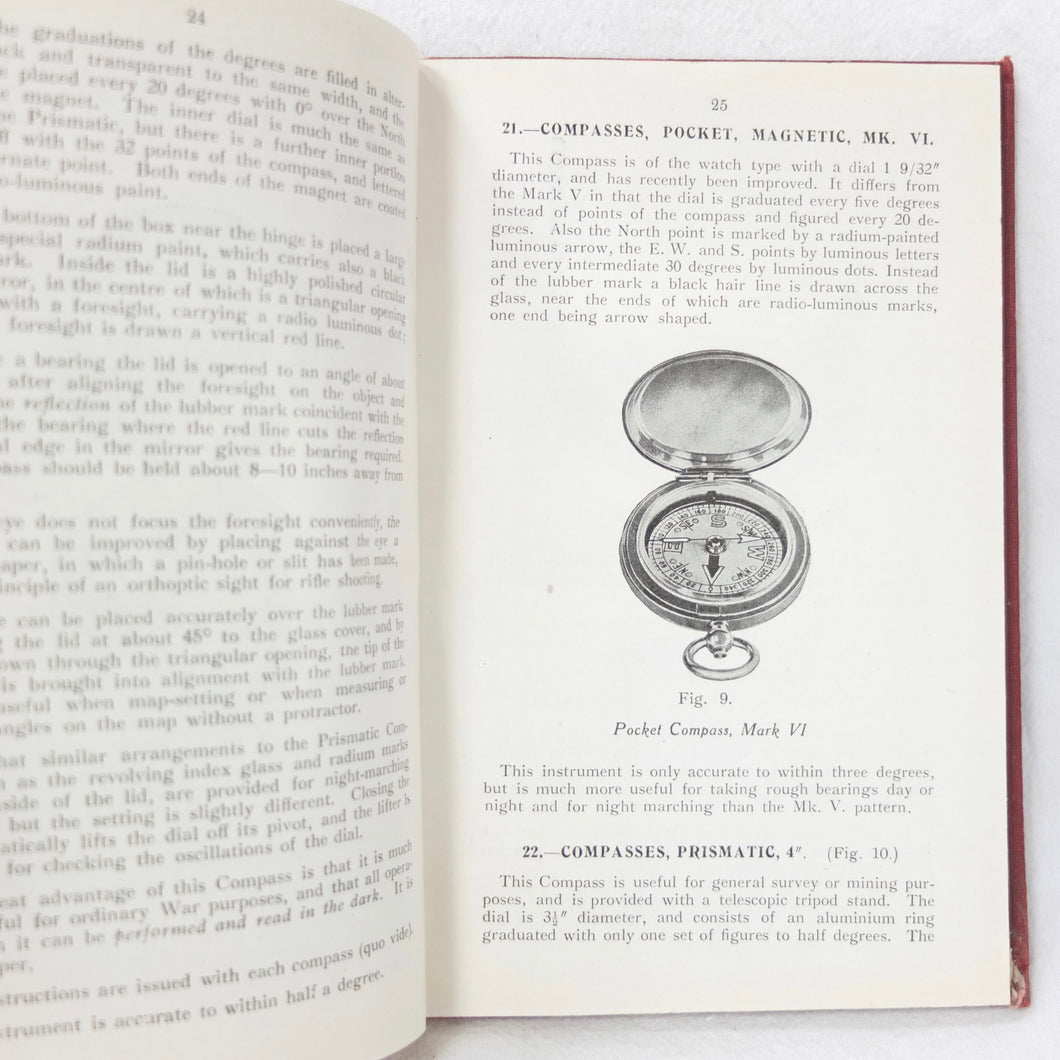 24
he graduations of the degrees are filled in alter-
ck and transparent to the same width, and the
e placed every 20 degrees with 0° over the North
e magnet. The inner dial is much the same as
he Prismatic, but there is a further inner portion
ff with the 32 points of the compass, and lettered
ernate point. Both ends of the magnet are coated
o-luminous paint.
bottom of the box near the hinge is placed a larg
special radium paint, which carries also a black
ark. Inside the lid is a highly polished circular
rror, in the centre of which is a triangular opening
with a foresight, carrying a radio luminous dot;
foresight is drawn a vertical red line.
e a bearing the lid is opened to an angle of about
after aligning the foresight on the object and
he reflection of the lubber mark coincident with the
the bearing where the red line cuts the reflection
al edge in the mirror gives the bearing required.
pass should be held about 8—10 inches away from
eye does not focus the foresight conveniently, the
can be improved by placing against the eye a
aper, in which a pin-hole or slit has been made,
inciple of an orthoptic sight for rifle shooting.
e can be placed accurately over the lubber mark
g the lid at about 45° to the glass cover, and by
own through the triangular opening, the tip of the
is brought into alignment with the lubber mark.
useful when map-setting or when measuring or
angles on the map without a protractor.
hat similar arrangements to the Prismatic Com-
h as the revolving index glass and radium marks
side of the lid, are provided for night-marching
but the setting is slightly different. Closing the
matically lifts the dial off its pivot, and the lifter is
for checking the oscillations of the dial.
eat advantage of this Compass is that it is much
ful for ordinary War purposes, and that all opera-
h it can be performed and read in the dark. It is
per.
structions are issued with each compass (quo vide).
strument is accurate to within half a degree.
25
21.—COMPASSES, POCKET, MAGNETIC, MK. VI.
This Compass is of the watch type with a dial 1 9/32″
diameter, and has recently been improved. It differs from
the Mark V in that the dial is graduated every five degrees
instead of points of the compass and figured every 20 de-
grees. Also the North point is marked by a radium-painted
luminous arrow, the E. W. and S. points by luminous letters
and every intermediate 30 degrees by luminous dots. Instead
of the lubber mark a black hair line is drawn across the
glass, near the ends of which are radio-luminous marks,
one end being arrow shaped.
S
E
W
Fig. 9.
Pocket Compass, Mark VI
This instrument is only accurate to within three degrees,
but is much more useful for taking rough bearings day or
night and for night marching than the Mk. V. pattern.
22.—COMPASSES, PRISMATIC, 4″. (Fig. 10.)
This Compass is useful for general survey or mining pur-
poses, and is provided with a telescopic tripod stand. The
dial is 3½″ diameter, and consists of an aluminium ring
graduated with only one set of figures to half degrees. The